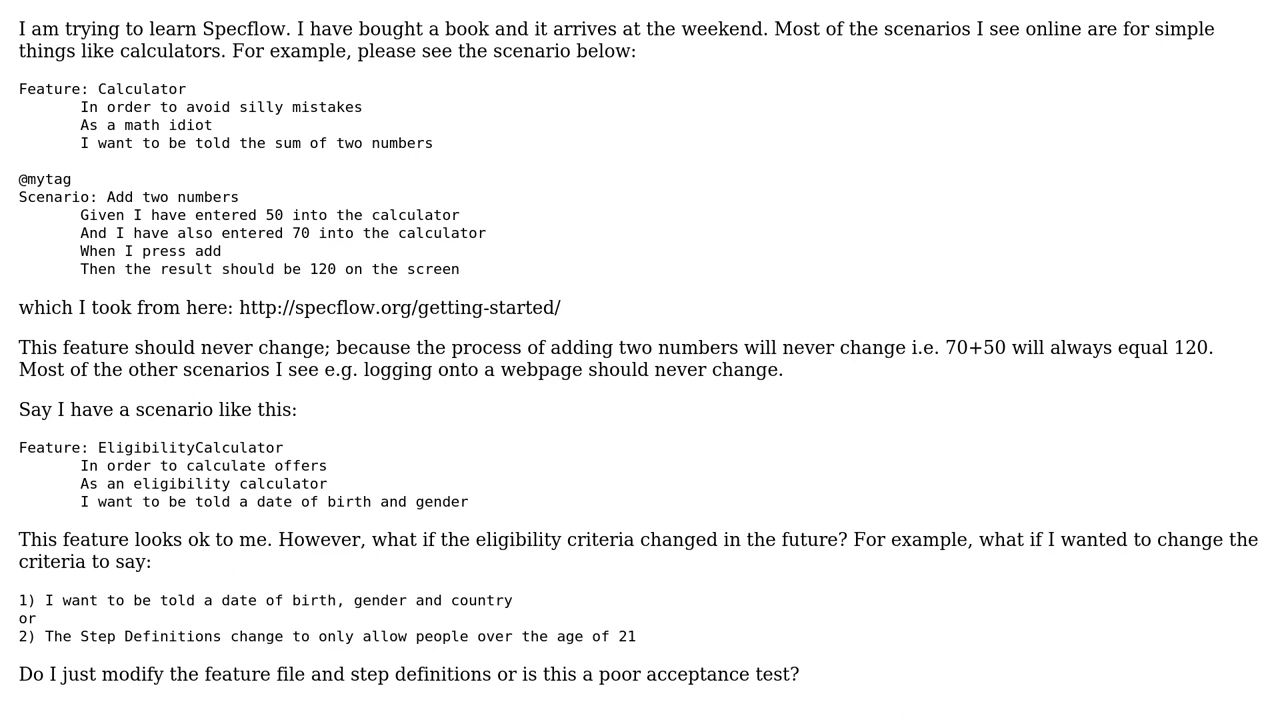 I am trying to learn Specflow. I have bought a book and it arrives at the weekend. Most of the scenarios I see online are for simple
things like calculators. For example, please see the scenario below:
Feature: Calculator
In order to avoid silly mistakes
As a math idiot
I want to be told the sum of two numbers
@mytag
Scenario: Add two numbers
Given I have entered 50 into the calculator
And I have also entered 70 into the calculator
When I press add
Then the result should be 120 on the screen
which I took from here: http://specflow.org/getting-started/
This feature should never change; because the process of adding two numbers will never change i.e. 70+50 will always equal 120.
Most of the other scenarios I see e.g. logging onto a webpage should never change.
Say I have a scenario like this:
Feature: EligibilityCalculator
In order to calculate offers
As an eligibility calculator
I want to be told a date of birth and gender
This feature looks ok to me. However, what if the eligibility criteria changed in the future? For example, what if I wanted to change the
criteria to say:
1) I want to be told a date of birth, gender and country
or
2) The Step Definitions change to only allow people over the age of 21
Do I just modify the feature file and step definitions or is this a poor acceptance test?